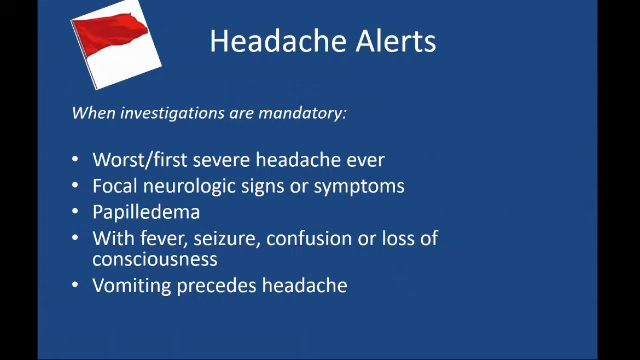 Headache Alerts
When investigations are mandatory:
• Worst/first severe headache ever
• Focal neurologic signs or symptoms
• Papilledema
• With fever, seizure, confusion or loss of
consciousness
• Vomiting precedes headache